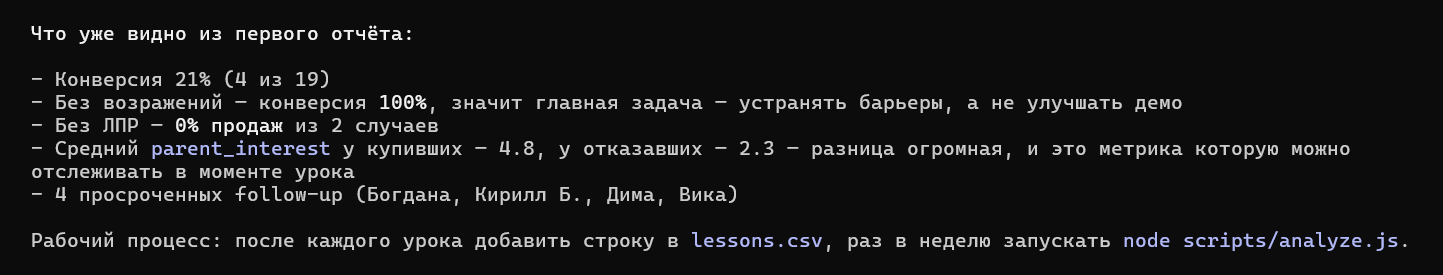 Что уже видно из первого отчёта:
— Конверсия 21% (4 из 19)
— Без возражений — конверсия 100%, значит главная задача — устранять барьеры, а не улучшать демо
— Без ЛПР — 0% продаж из 2 случаев
— Средний parent_interest у купивших — 4.8, у отказавших — 2.3 — разница огромная, и это метрика которую можно
отслеживать в моменте урока
— 4 просроченных follow-up (Богдана, Кирилл Б., Дима, Вика)
Рабочий процесс: после каждого урока добавить строку в lessons.csv, раз в неделю запускать node scripts/analyze.js.